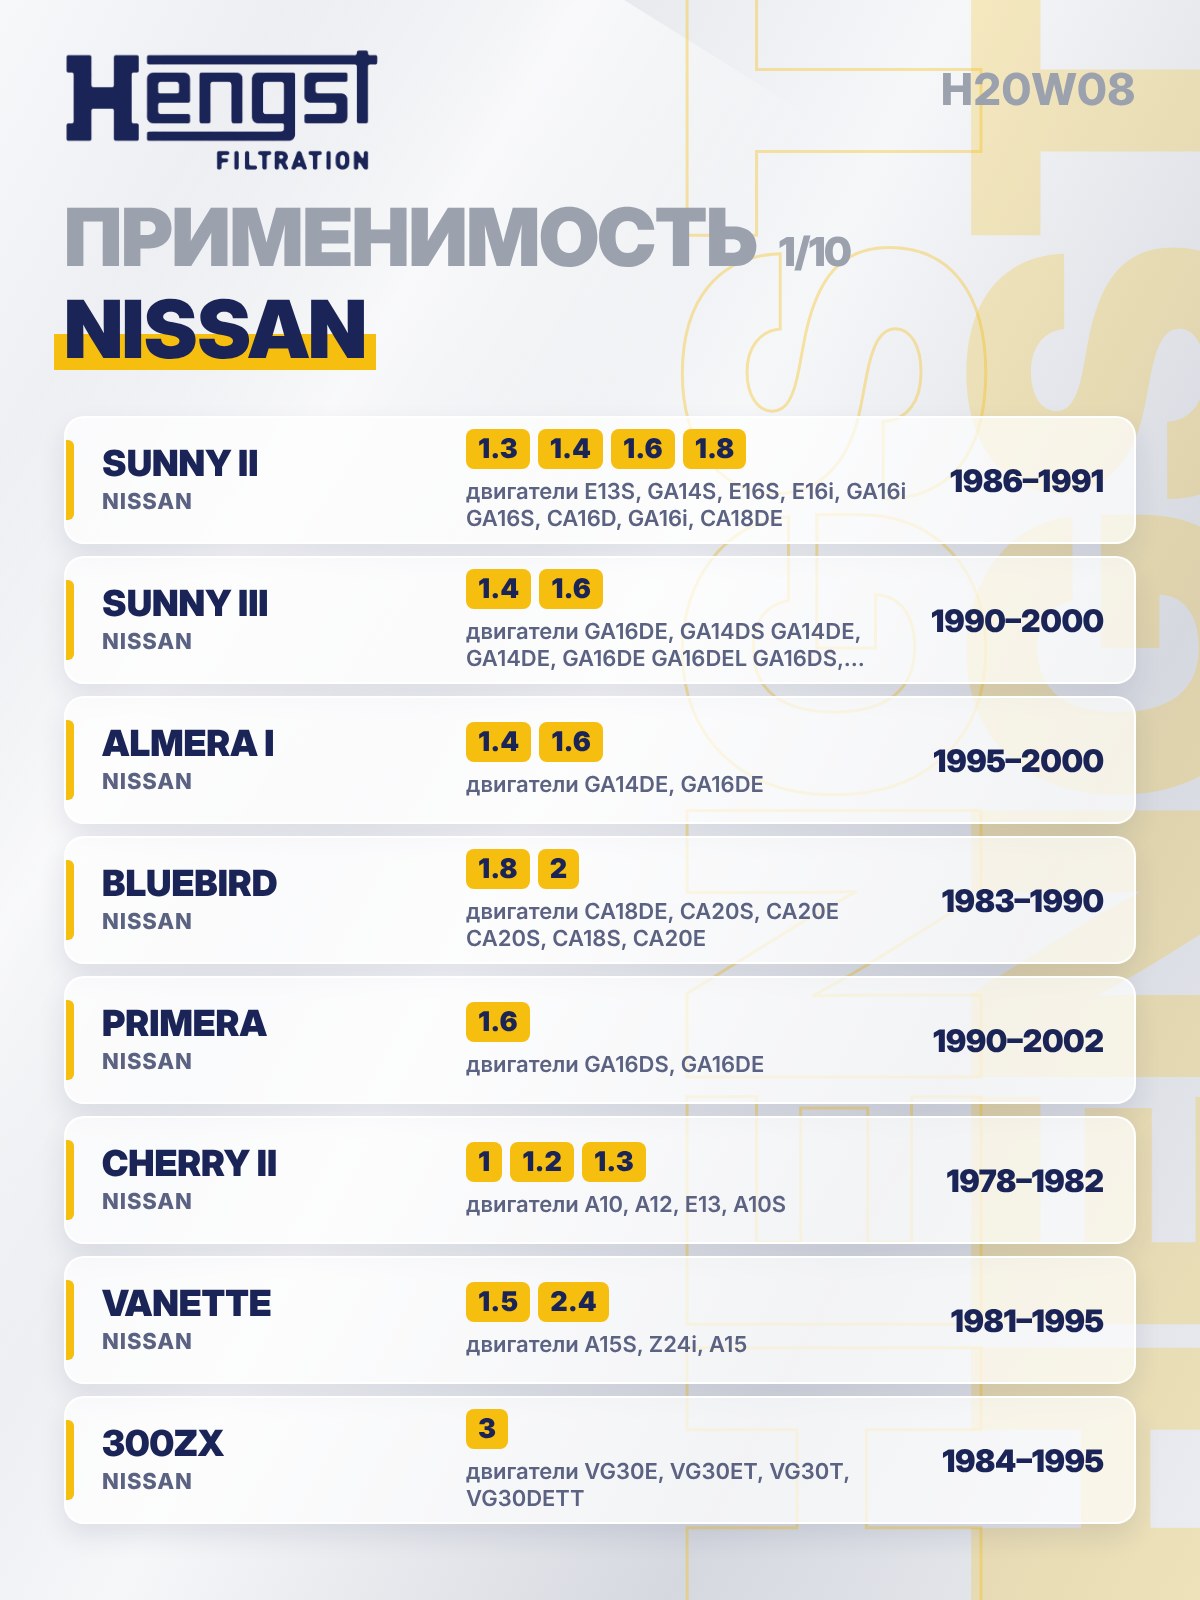 Hengst
FILTRATION
H20W08
ПРИМЕНИМОСТЬ 1/10
NISSAN
SUNNY II
NISSAN
1.3 1.4 1.6 1.8
двигатели E13S, GA14S, E16S, E16i, GA16i
GA16S, CA16D, GA16i, CA18DE
1986–1991
SUNNY III
NISSAN
1.4 1.6
двигатели GA16DE, GA14DS GA14DE,
GA14DE, GA16DE GA16DEL GA16DS,...
1990–2000
ALMERA I
NISSAN
1.4 1.6
двигатели GA14DE, GA16DE
1995–2000
BLUEBIRD
NISSAN
1.8 2
двигатели CA18DE, CA20S, CA20E
CA20S, CA18S, CA20E
1983–1990
PRIMERA
NISSAN
1.6
двигатели GA16DS, GA16DE
1990–2002
CHERRY II
NISSAN
1 1.2 1.3
двигатели A10, A12, E13, A10S
1978–1982
VANETTE
NISSAN
1.5 2.4
двигатели A15S, Z24i, A15
1981–1995
300ZX
NISSAN
3
двигатели VG30E, VG30ET, VG30T,
VG30DETT
1984–1995
HENGST
HENGST